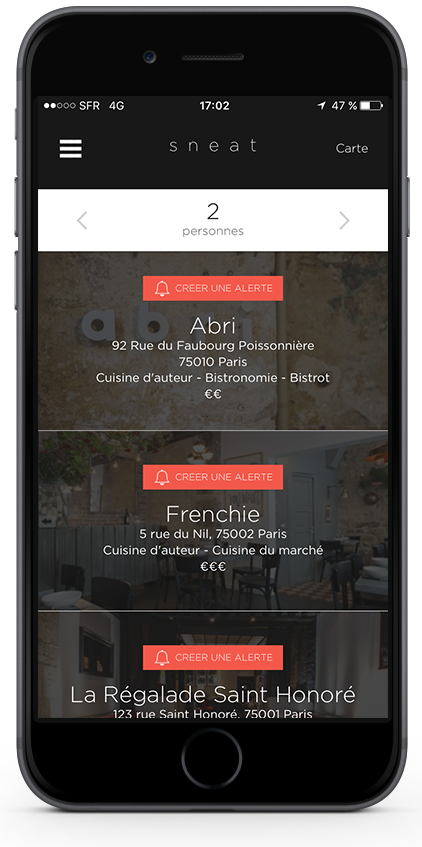 SFR 4G 17:02 47 %
sneat
Carte
2
personnes
CREER UNE ALERTE
abri
Abri
92 Rue du Faubourg Poissonnière
75010 Paris
Cuisine d'auteur - Bistronomie - Bistrot
€€
CREER UNE ALERTE
Frenchie
5 rue du Nil, 75002 Paris
Cuisine d'auteur - Cuisine du marché
€€€
CREER UNE ALERTE
La Régalade Saint Honoré
123 rue Saint Honoré, 75001 Paris